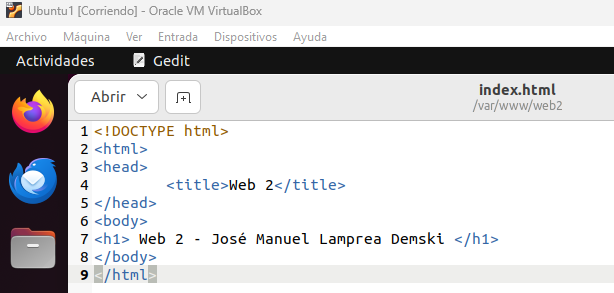 Ubuntu1 [Corriendo] - Oracle VM VirtualBox
Archivo Máquina Ver Entrada Dispositivos Ayuda
Actividades Gedit
Abrir index.html
/var/www/web2
1 <!DOCTYPE html>
2 <html>
3 <head>
4 <title>Web 2</title>
5 </head>
6 <body>
7 <h1> Web 2 - José Manuel Lamprea Demski </h1>
8 </body>
9 </html>